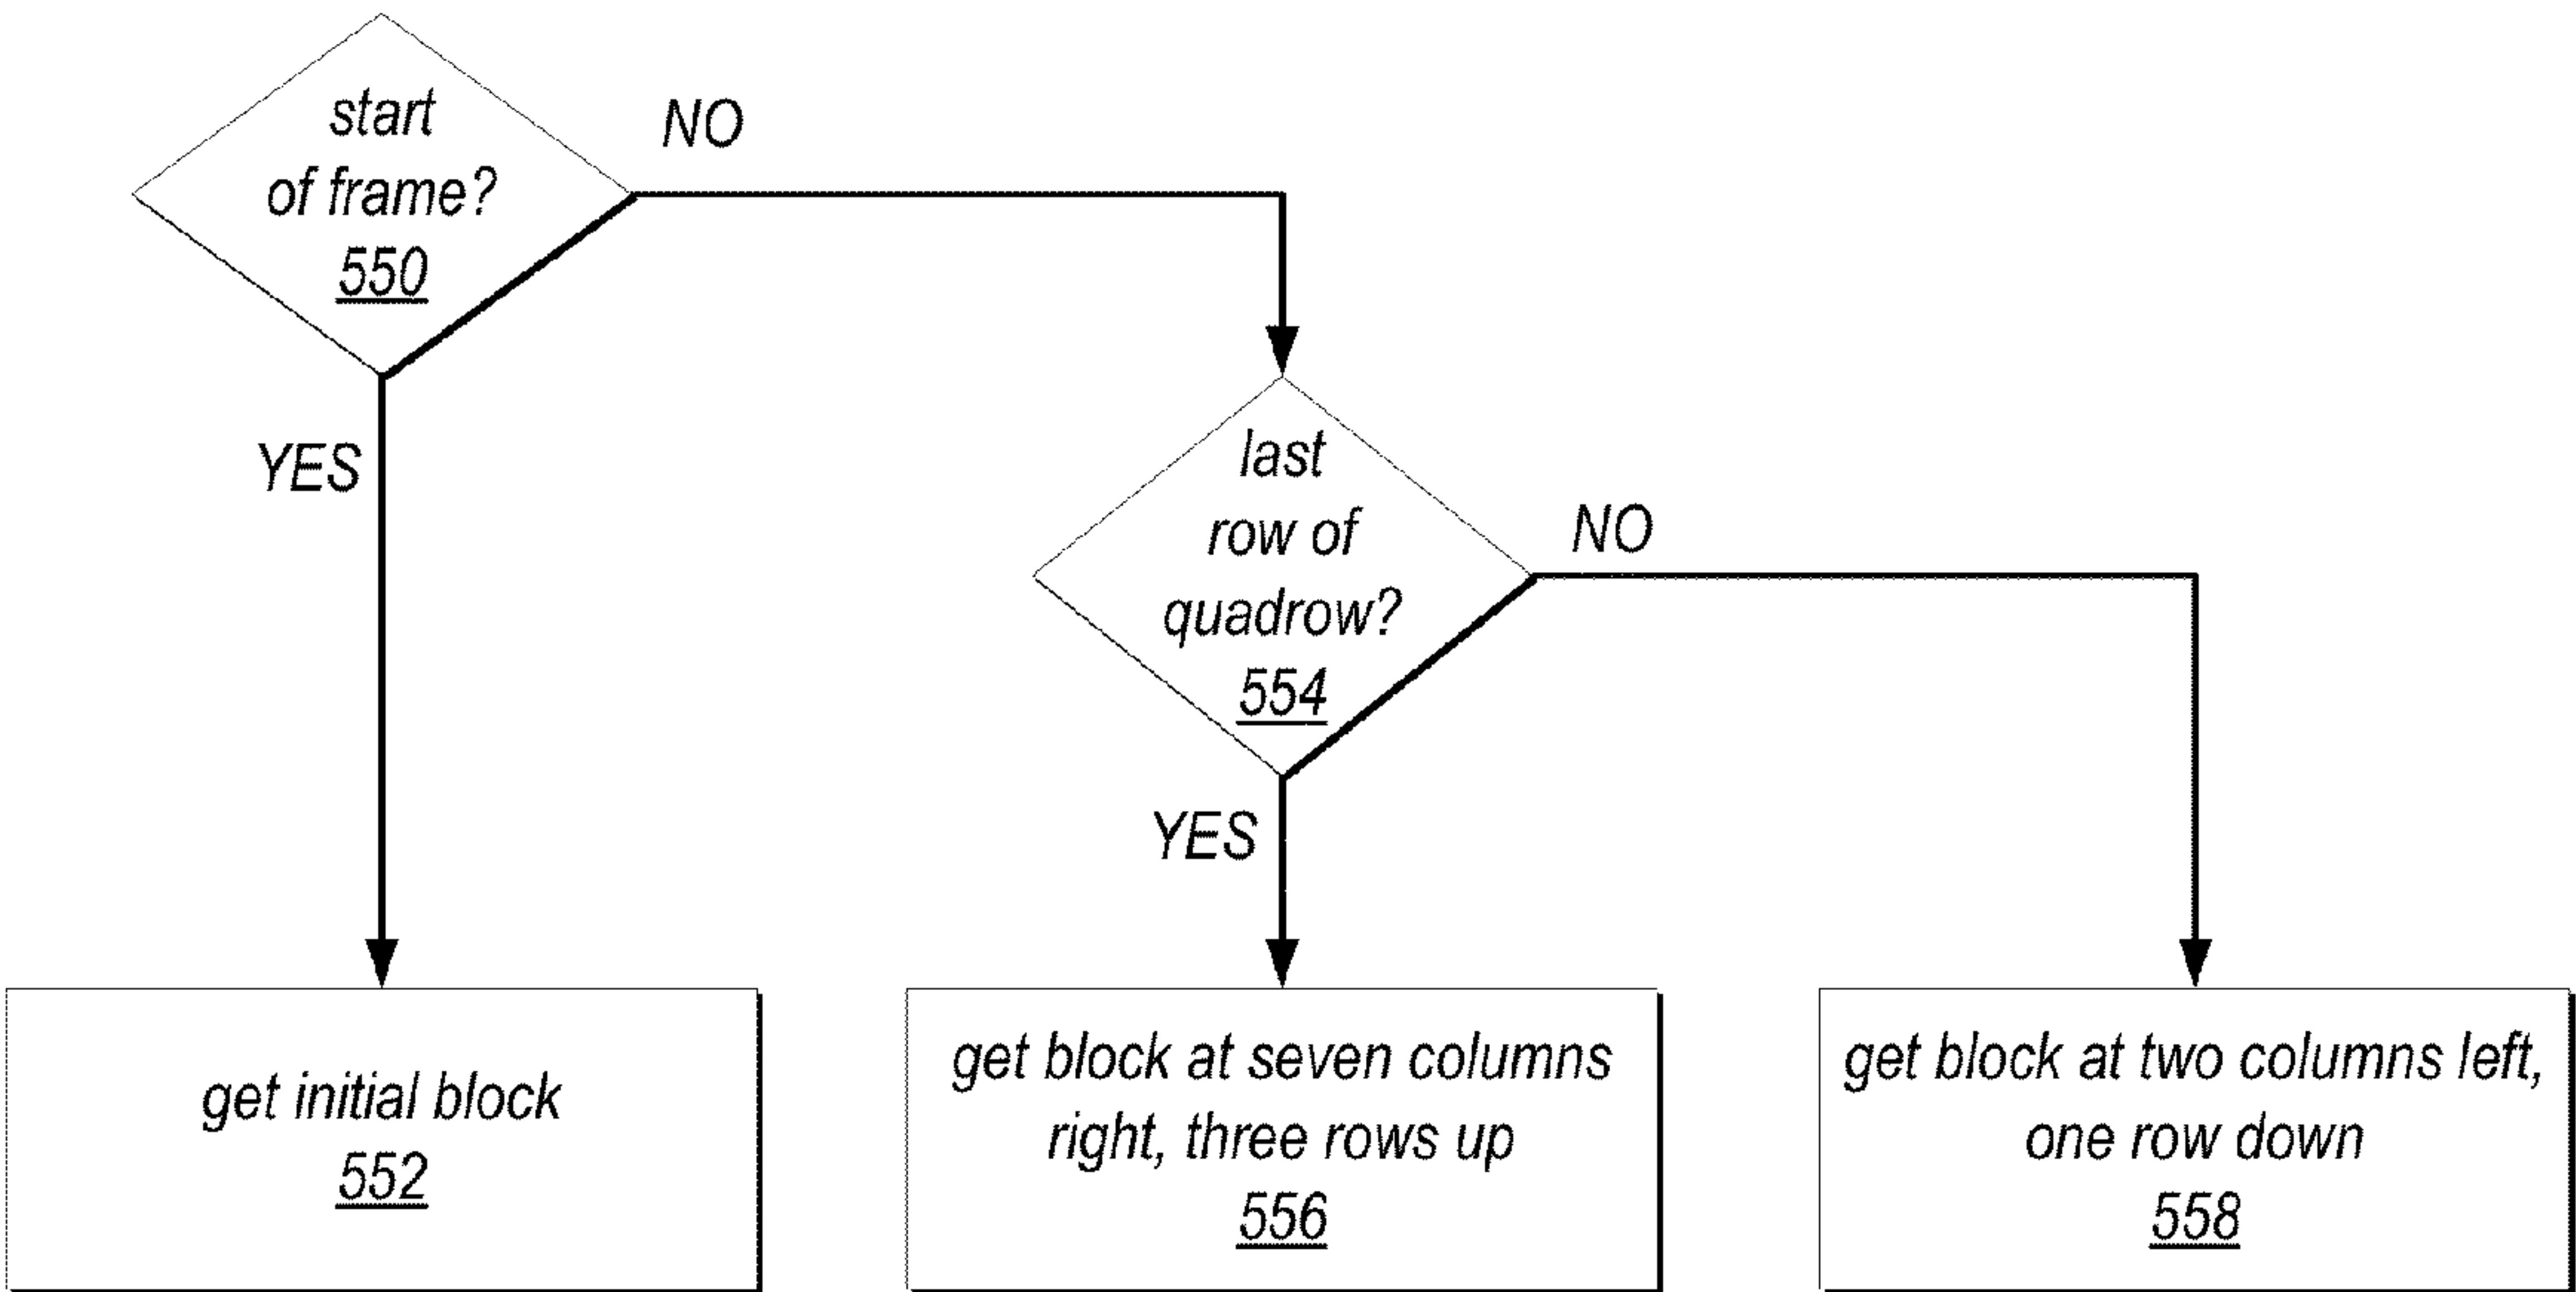 start
of frame?
550
NO
YES
last
row of
quadrow?
554
NO
YES
get initial block
552
get block at seven columns
right, three rows up
556
get block at two columns left,
one row down
558